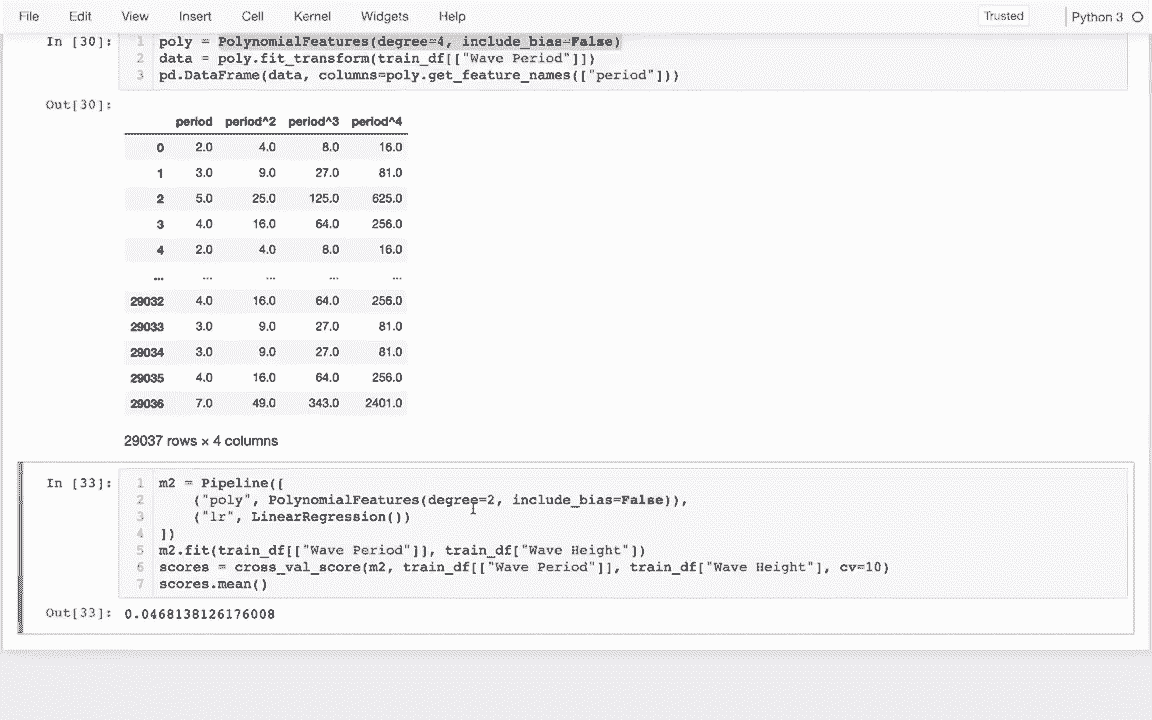 File Edit View Insert Cell Kernel Widgets Help Trusted Python 3
In [30]: 1 poly = PolynomialFeatures(degree=4, include_bias=False)
2 data = poly.fit_transform(train_df[["Wave Period"]])
3 pd.DataFrame(data, columns=poly.get_feature_names(["period"]))
Out[30]:
period period^2 period^3 period^4
0 2.0 4.0 8.0 16.0
1 3.0 9.0 27.0 81.0
2 5.0 25.0 125.0 625.0
3 4.0 16.0 64.0 256.0
4 2.0 4.0 8.0 16.0
... ... ... ... ...
29032 4.0 16.0 64.0 256.0
29033 3.0 9.0 27.0 81.0
29034 3.0 9.0 27.0 81.0
29035 4.0 16.0 64.0 256.0
29036 7.0 49.0 343.0 2401.0
29037 rows × 4 columns
In [33]: 1 m2 = Pipeline([
2 ("poly", PolynomialFeatures(degree=2, include_bias=False)),
3 ("lr", LinearRegression())
4 ])
5 m2.fit(train_df[["Wave Period"]], train_df["Wave Height"])
6 scores = cross_val_score(m2, train_df[["Wave Period"]], train_df["Wave Height"], cv=10)
7 scores.mean()
Out[33]: 0.0468138126176008